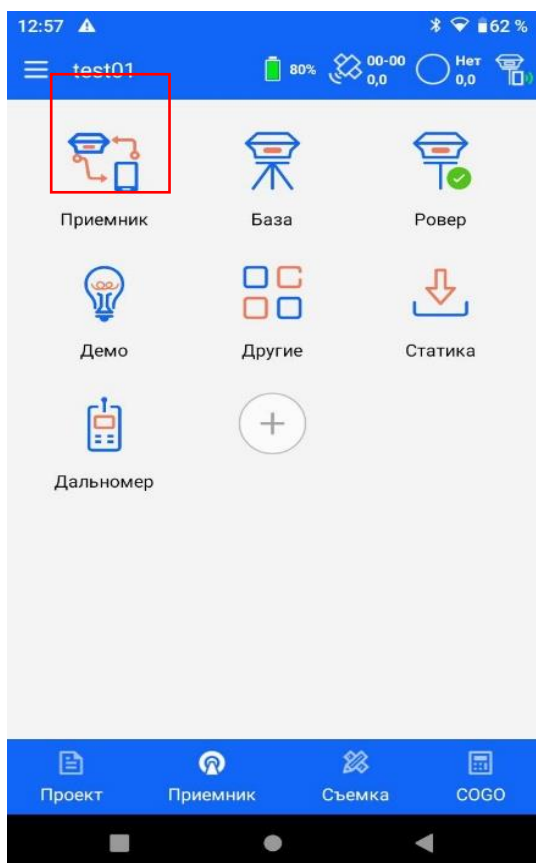 12:57 62 %
test01 80% 00-00 0,0 Нет 0,0
Приемник База Ровер
Демо Другие Статика
Дальномер
Проект Приемник Съемка COGO